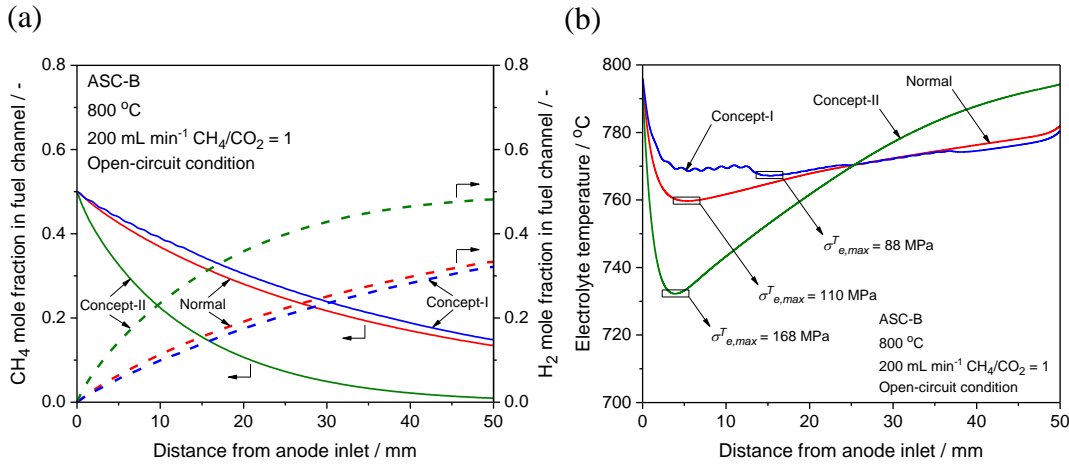 (a)
CH4 mole fraction in fuel channel / -
0.8
0.6
0.4
0.2
0.0
ASC-B
800 oC
200 mL min-1 CH4/CO2 = 1
Open-circuit condition
Concept-II
Normal
Concept-I
0.8
0.6
0.4
0.2
0.0
H2 mole fraction in fuel channel / -
0
10
20
30
40
50
Distance from anode inlet / mm
(b)
Electrolyte temperature / oC
800
780
760
740
720
700
Normal
Concept-II
Concept-I
σTe,max = 88 MPa
σTe,max = 110 MPa
σTe,max = 168 MPa
ASC-B
800 oC
200 mL min-1 CH4/CO2 = 1
Open-circuit condition
0
10
20
30
40
50
Distance from anode inlet / mm